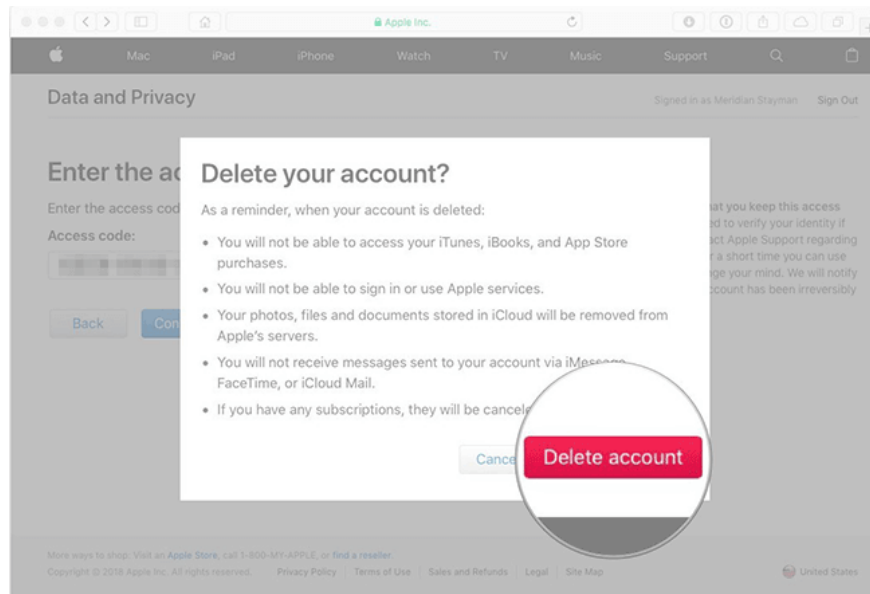 Apple Inc.
Mac iPad iPhone Watch TV Music Support
Data and Privacy
Signed in as Meridian Stayman Sign Out
Enter the ac
Enter the access cod
Access code:
Back
Con
Delete your account?
As a reminder, when your account is deleted:
• You will not be able to access your iTunes, iBooks, and App Store
purchases.
• You will not be able to sign in or use Apple services.
• Your photos, files and documents stored in iCloud will be removed from
Apple's servers.
• You will not receive messages sent to your account via iMessage,
FaceTime, or iCloud Mail.
• If you have any subscriptions, they will be cancele
Cance
Delete account
at you keep this access
ed to verify your identity if
act Apple Support regarding
r a short time you can use
ge your mind. We will notify
ccount has been irreversibly
More ways to shop: Visit an Apple Store, call 1-800-MY-APPLE, or find a reseller.
Copyright © 2018 Apple Inc. All rights reserved. Privacy Policy Terms of Use Sales and Refunds Legal Site Map United States